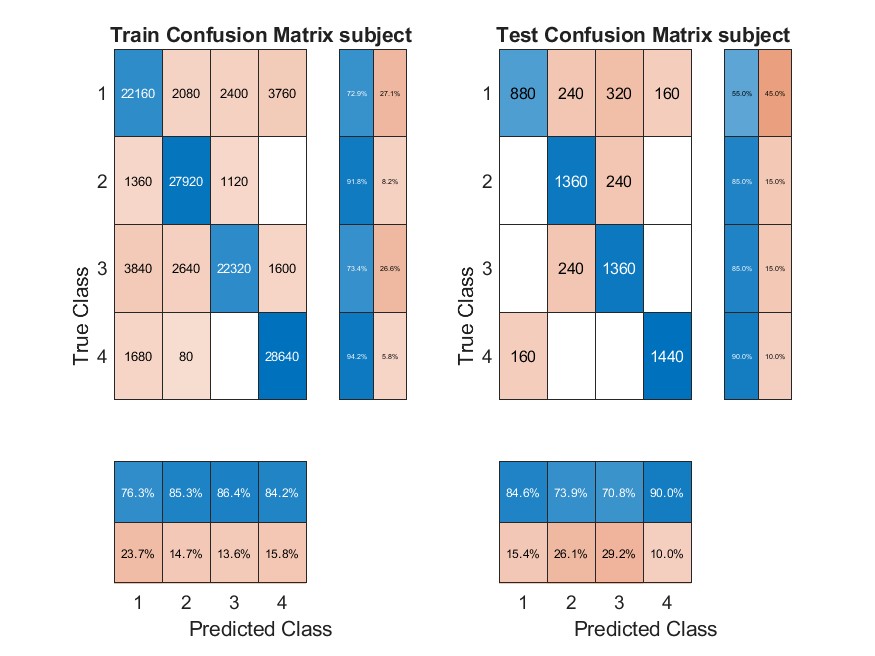 Train Confusion Matrix subject
1 22160 2080 2400 3760 72.9% 27.1%
2 1360 27920 1120 91.8% 8.2%
3 3840 2640 22320 1600 73.4% 26.6%
4 1680 80 28640 94.2% 5.8%
True Class
76.3% 85.3% 86.4% 84.2%
23.7% 14.7% 13.6% 15.8%
1 2 3 4
Predicted Class
Test Confusion Matrix subject
1 880 240 320 160 55.0% 45.0%
2 1360 240 85.0% 15.0%
3 240 1360 85.0% 15.0%
4 160 1440 90.0% 10.0%
True Class
84.6% 73.9% 70.8% 90.0%
15.4% 26.1% 29.2% 10.0%
1 2 3 4
Predicted Class